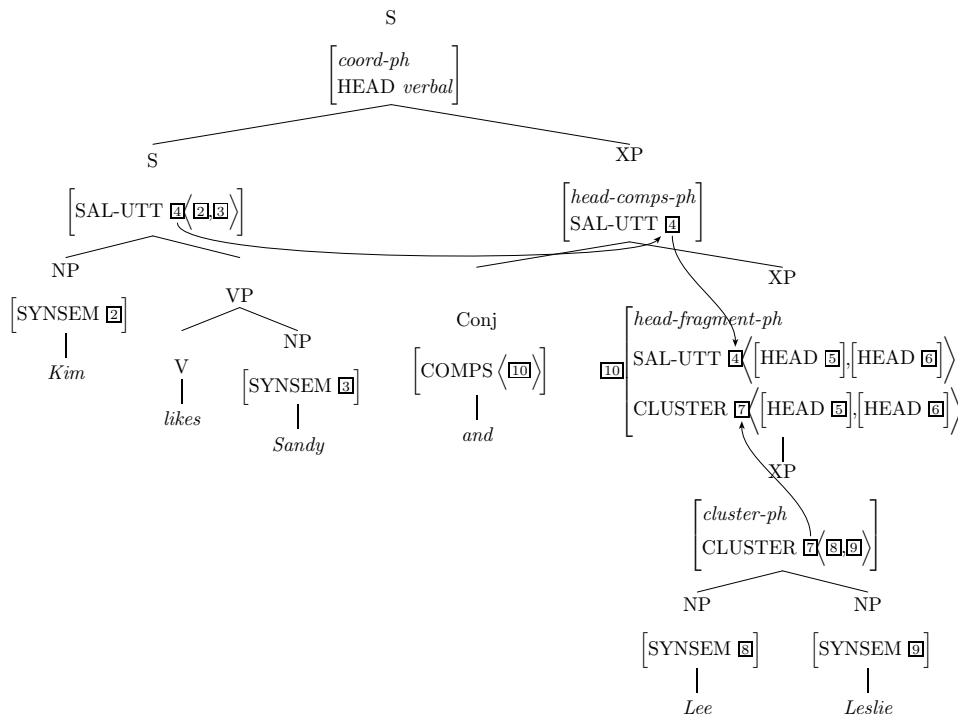 S
coord-ph
HEAD verbal
S XP
SAL-UTT 4⟨2,3⟩ head-comps-ph
SAL-UTT 4
NP VP Conj XP
SYNSEM 2 V NP COMPS ⟨10⟩ 10 head-fragment-ph
Kim likes SYNSEM 3 and SAL-UTT 4⟨[HEAD 5],[HEAD 6]⟩
Sandy CLUSTER 7⟨[HEAD 5],[HEAD 6]⟩
XP
cluster-ph
CLUSTER 7⟨8,9⟩
NP NP
SYNSEM 8 SYNSEM 9
Lee Leslie